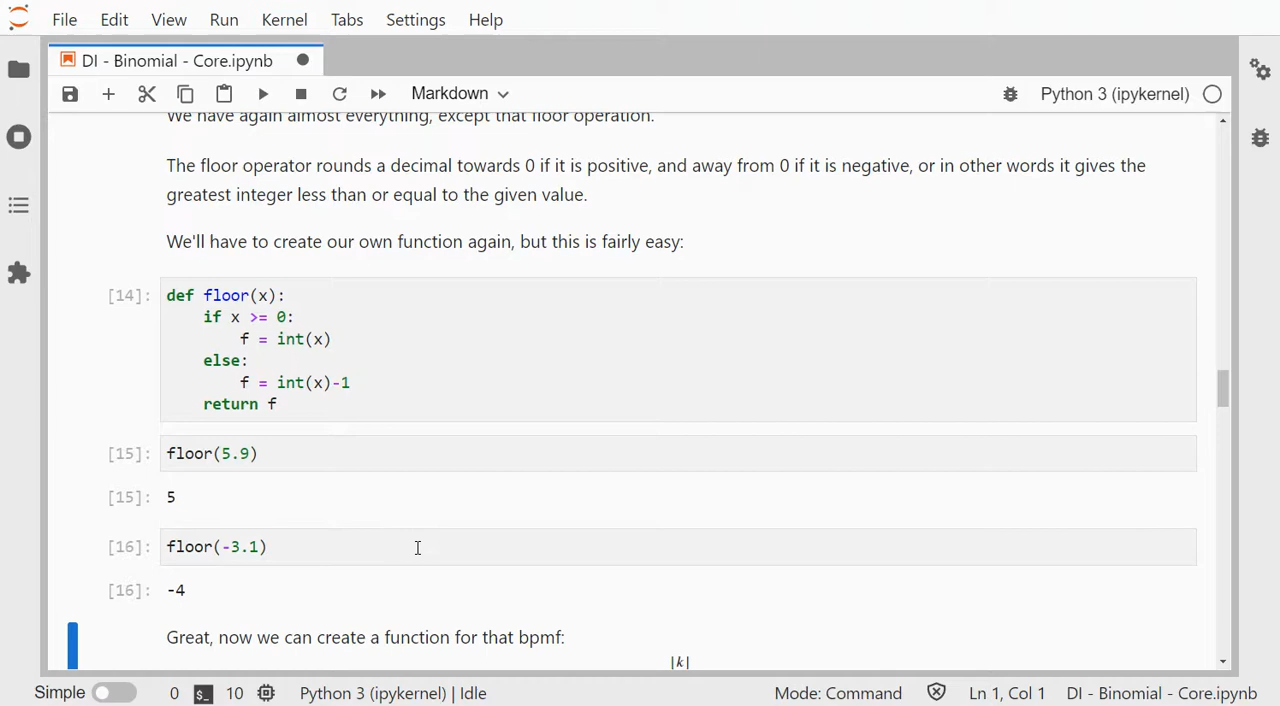 File Edit View Run Kernel Tabs Settings Help
DI - Binomial - Core.ipynb
Markdown
Python 3 (ipykernel)
We have again almost everything, except that floor operation.
The floor operator rounds a decimal towards 0 if it is positive, and away from 0 if it is negative, or in other words it gives the
greatest integer less than or equal to the given value.
We'll have to create our own function again, but this is fairly easy:
[14]: def floor(x):
    if x >= 0:
        f = int(x)
    else:
        f = int(x)-1
    return f
[15]: floor(5.9)
[15]: 5
[16]: floor(-3.1)
[16]: -4
Great, now we can create a function for that bpmf:
|k|
Simple 0 $_ 10 Python 3 (ipykernel) | Idle Mode: Command Ln 1, Col 1 DI - Binomial - Core.ipynb